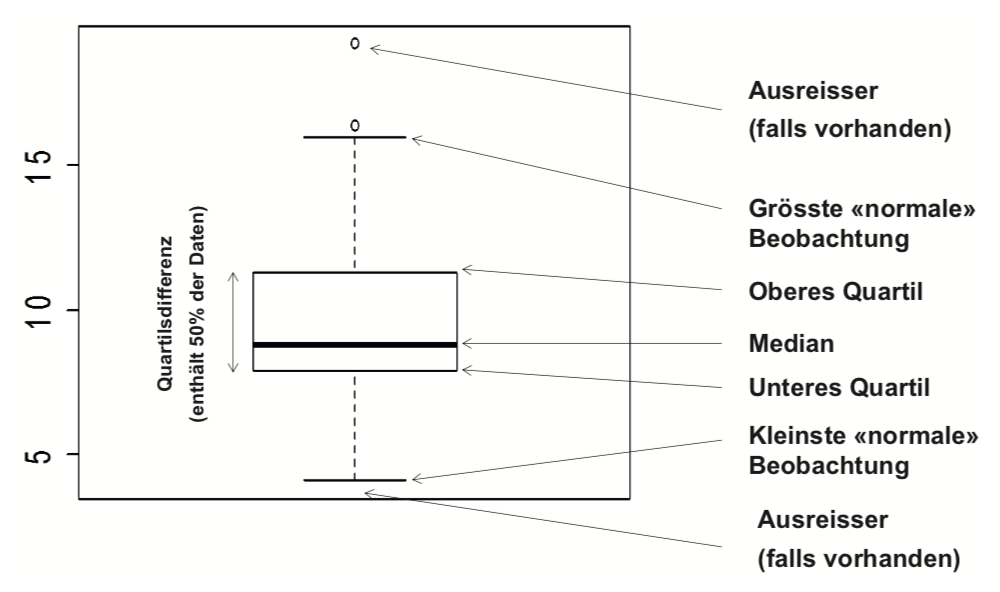 Ausreisser
(falls vorhanden)
15
Grösste «normale»
Beobachtung
Quartilsdifferenz
(enthält 50% der Daten)
10
Oberes Quartil
Median
Unteres Quartil
5
Kleinste «normale»
Beobachtung
Ausreisser
(falls vorhanden)